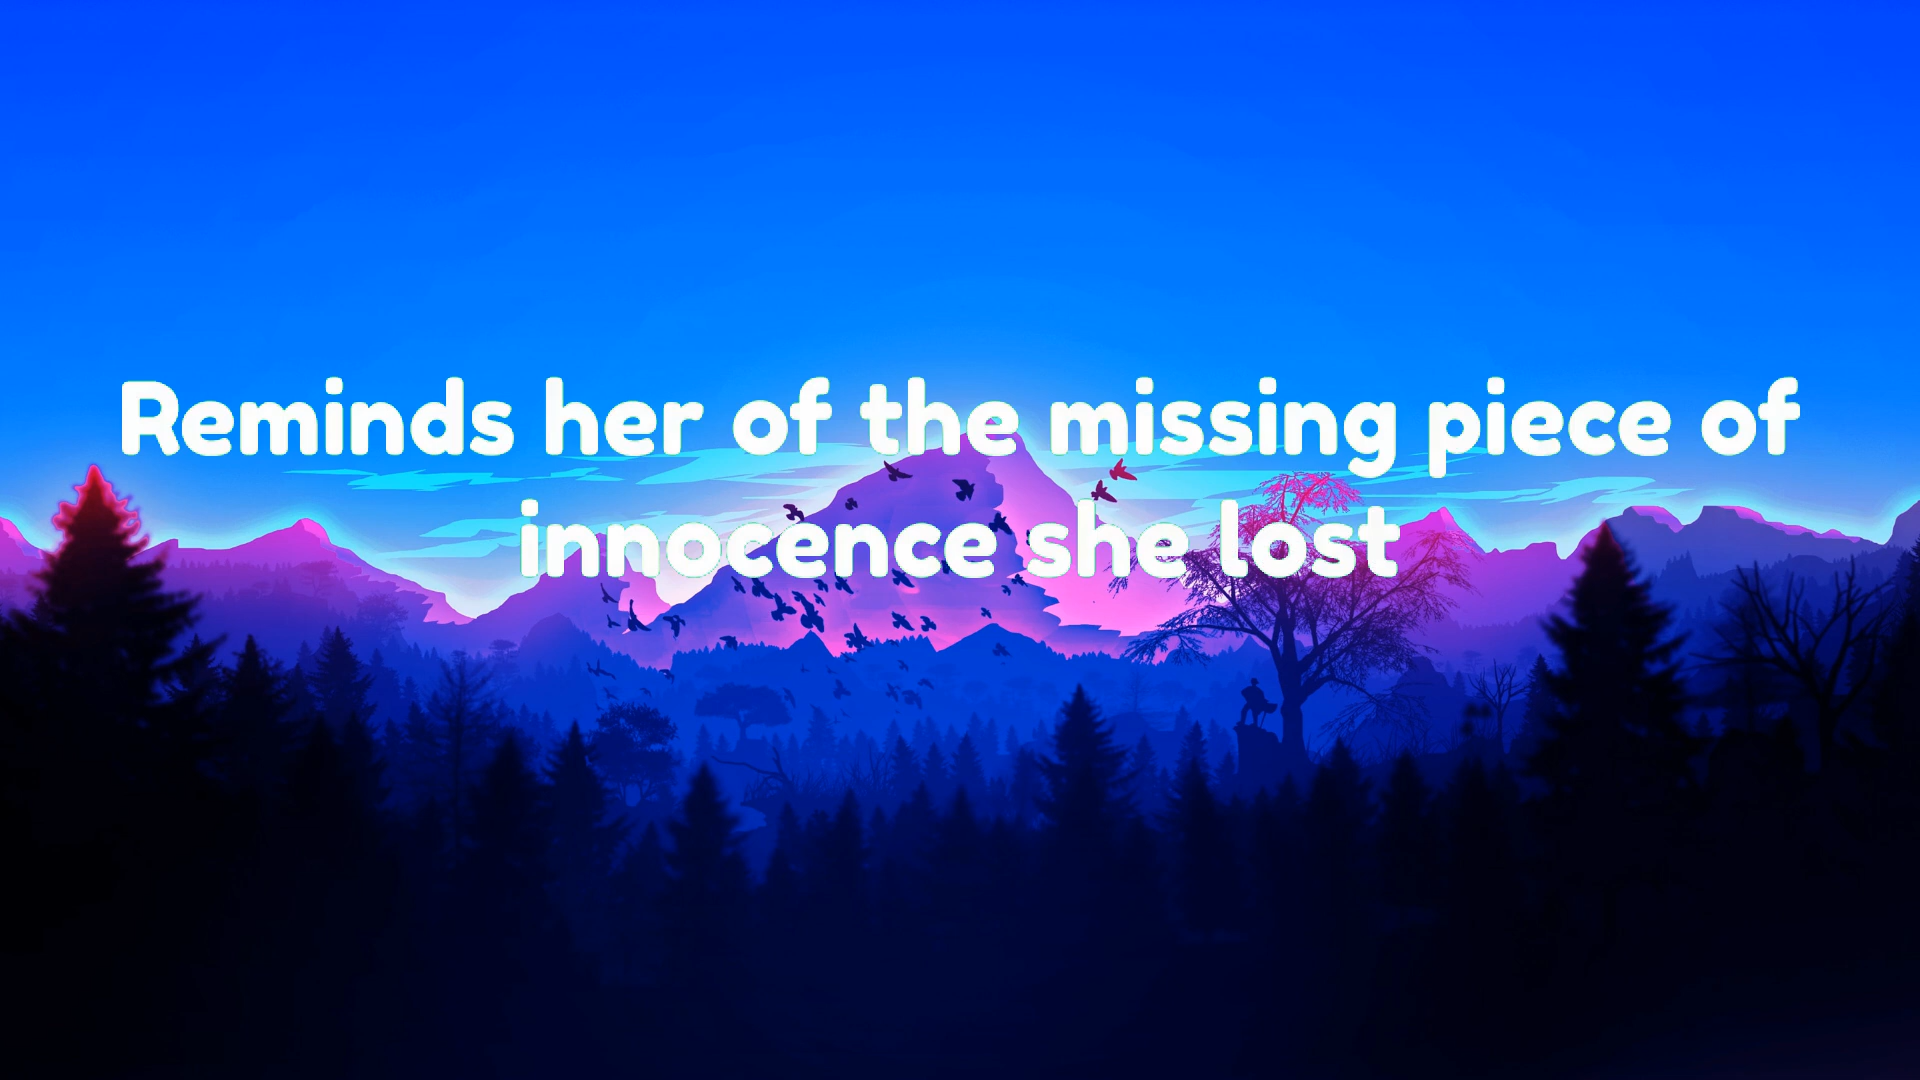 Reminds her of the missing piece of
innocence she lost